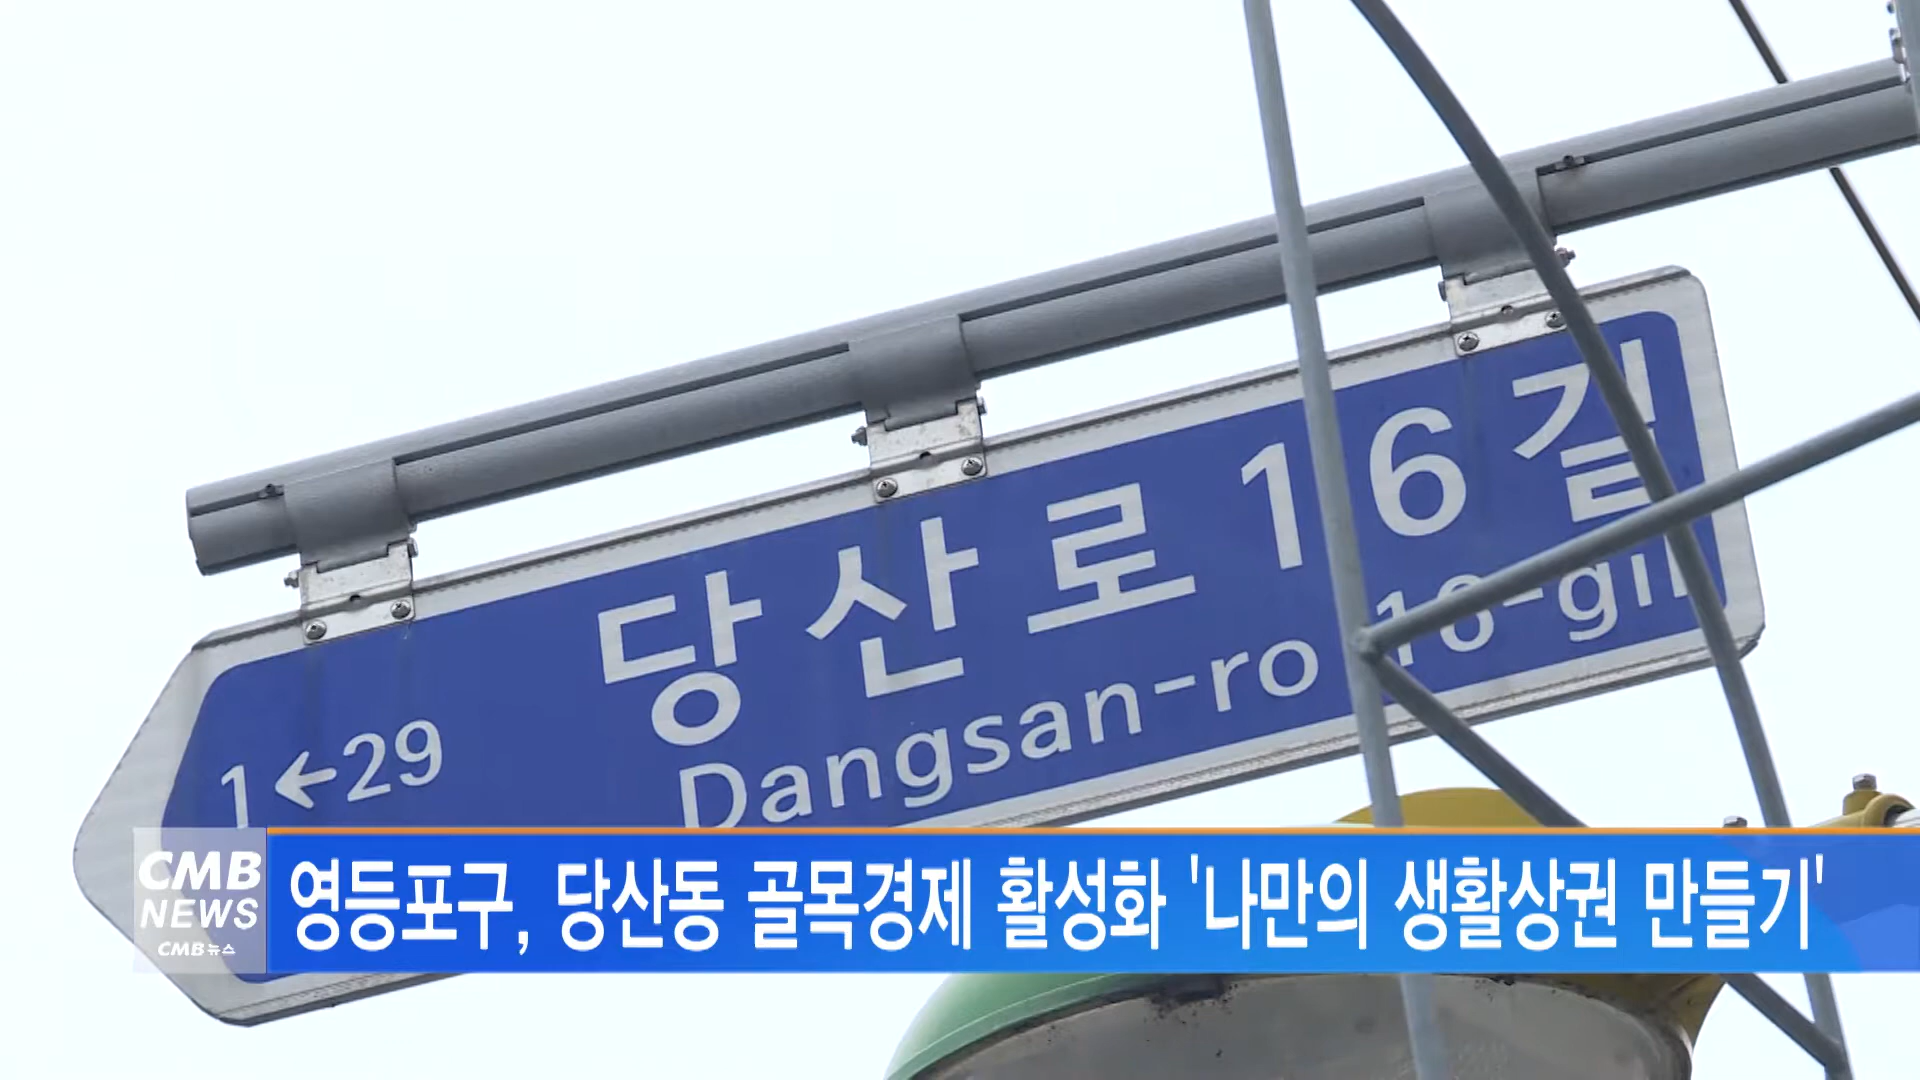 당산로 16길
Dangsan-ro 16-gil
1←29
CMB
NEWS
CMB뉴스
영등포구, 당산동 골목경제 활성화 '나만의 생활상권 만들기'